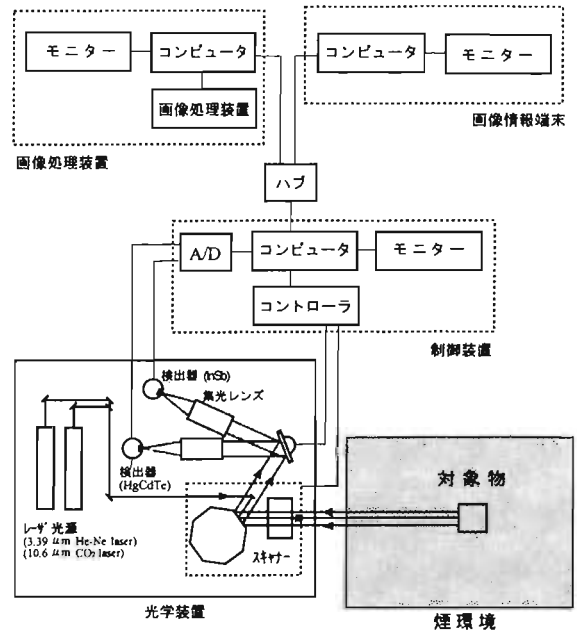 モニター
コンピュータ
画像処理装置
画像処理装置
コンピュータ
モニター
画像情報端末
ハブ
A/D
コンピュータ
モニター
コントローラ
制御装置
検出器 (InSb)
集光レンズ
検出器
(HgCdTe)
レーザ光源
(3.39 μm He-Ne laser)
(10.6 μm CO₂ laser)
スキャナー
光学装置
対象物
煙環境